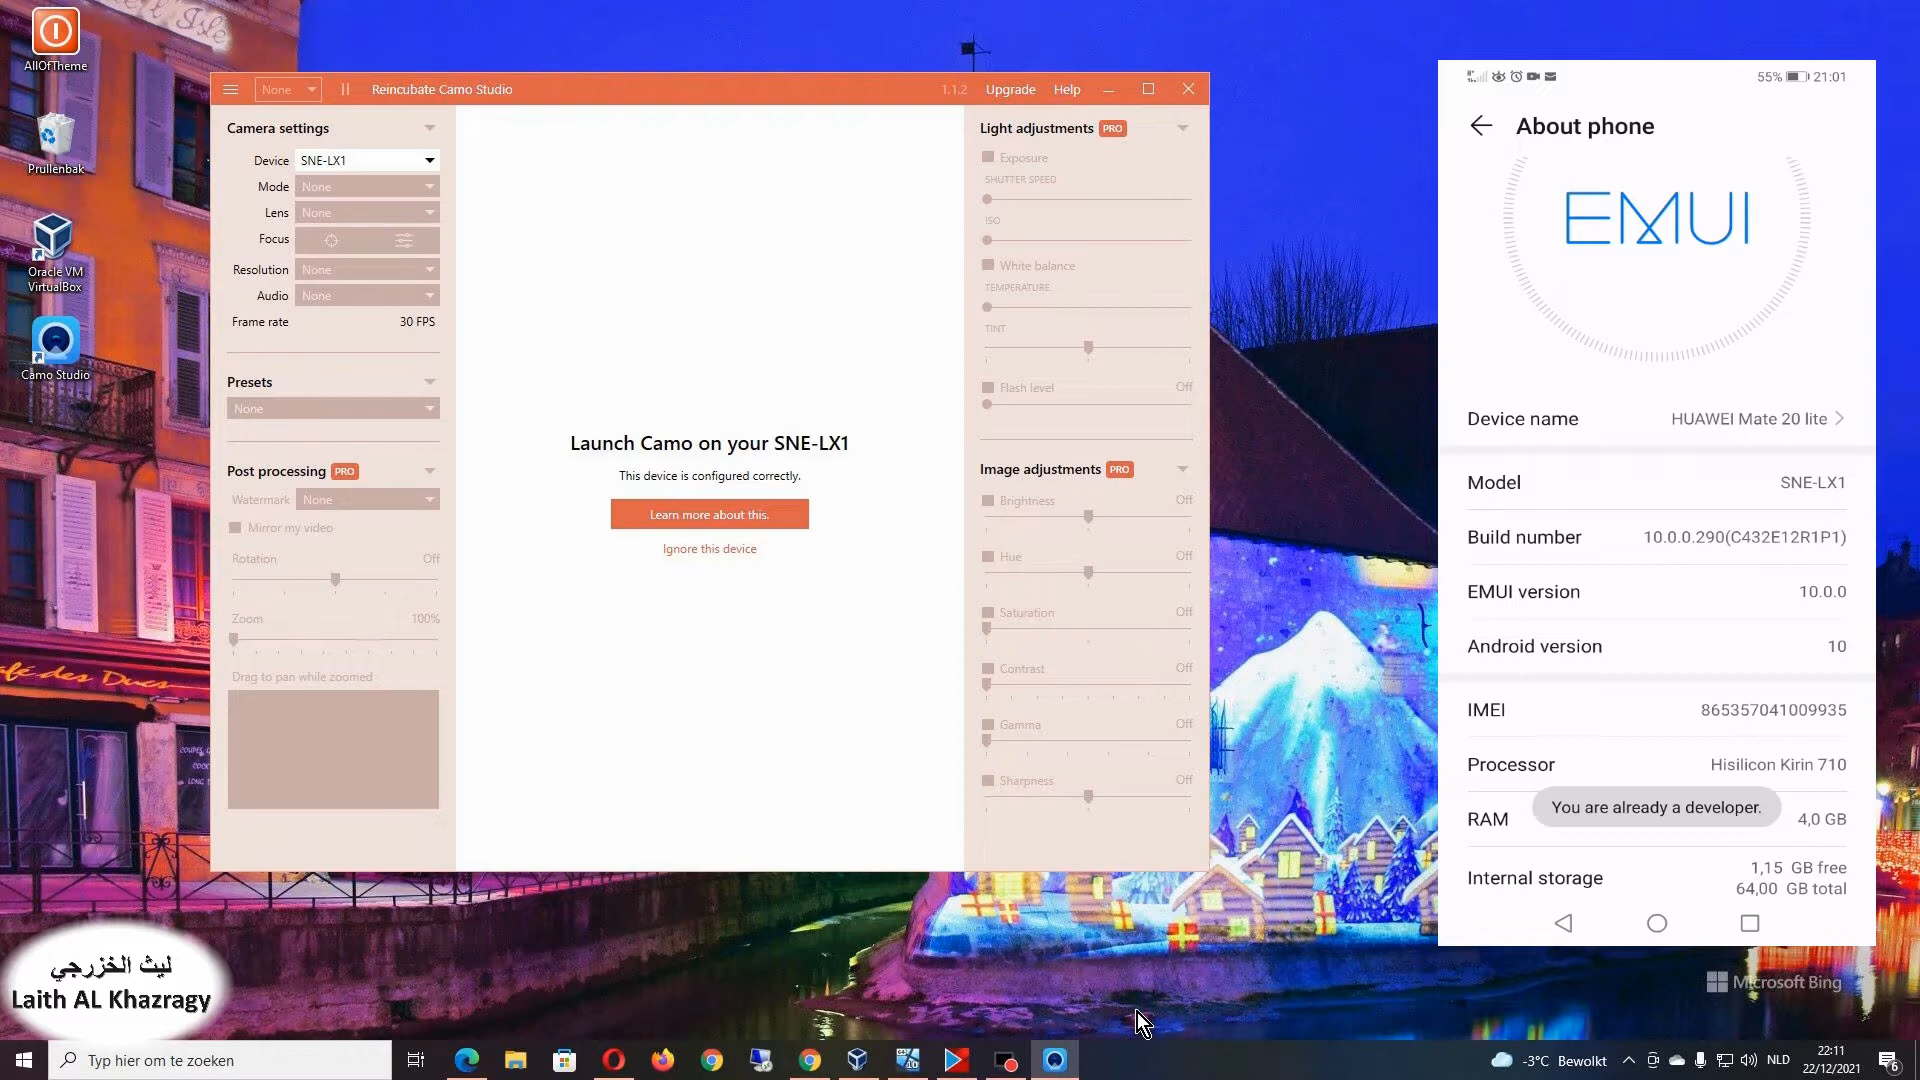 AllOfTheme
Prullenbak
Oracle VM
VirtualBox
Camo Studio
None
Reincubate Camo Studio
1.1.2
Upgrade
Help
Camera settings
Device
SNE-LX1
Mode
None
Lens
None
Focus
Resolution
None
Audio
None
Frame rate
30 FPS
Presets
None
Post processing PRO
Watermark
None
Mirror my video
Rotation
Off
Zoom
100%
Drag to pan while zoomed
Launch Camo on your SNE-LX1
This device is configured correctly.
Learn more about this.
Ignore this device
Light adjustments PRO
Exposure
SHUTTER SPEED
ISO
White balance
TEMPERATURE
TINT
Flash level
Off
Image adjustments PRO
Brightness
Off
Hue
Off
Saturation
Off
Contrast
Off
Gamma
Off
Sharpness
Off
55% 21:01
About phone
EMUI
Device name
HUAWEI Mate 20 lite
Model
SNE-LX1
Build number
10.0.0.290(C432E12R1P1)
EMUI version
10.0.0
Android version
10
IMEI
865357041009935
Processor
Hisilicon Kirin 710
You are already a developer.
RAM
4,0 GB
Internal storage
1,15 GB free
64,00 GB total
Microsoft Bing
ليث الخزرجي
Laith AL Khazragy
Typ hier om te zoeken
-3°C Bewolkt
NLD
22:11
22/12/2021
6